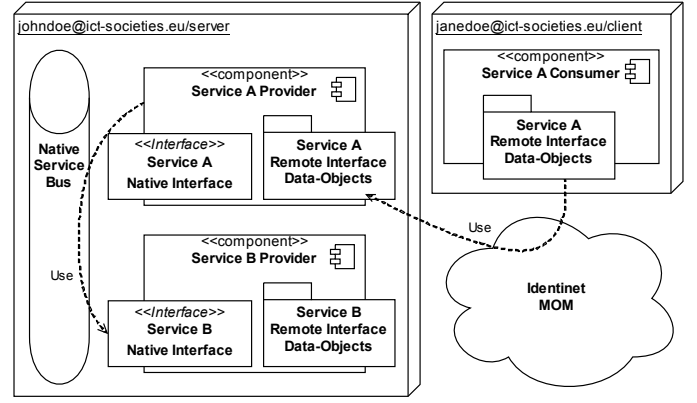 johndoe@ict-societies.eu/server
janedoe@ict-societies.eu/client
<<component>>
Service A Provider
<<component>>
Service A Consumer
Native
Service
Bus
<<Interface>>
Service A
Native Interface
Service A
Remote Interface
Data-Objects
Service A
Remote Interface
Data-Objects
Use
Use
<<component>>
Service B Provider
<<Interface>>
Service B
Native Interface
Service B
Remote Interface
Data-Objects
Identinet
MOM